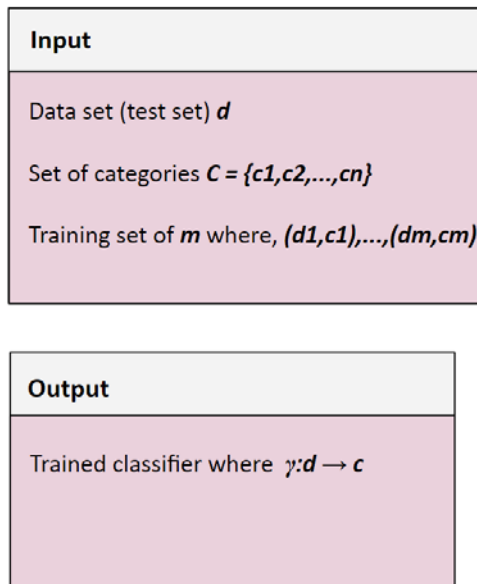 Input
Data set (test set) d
Set of categories C = {c1,c2,...,cn}
Training set of m where, (d1,c1),...,(dm,cm)
Output
Trained classifier where γ:d → c